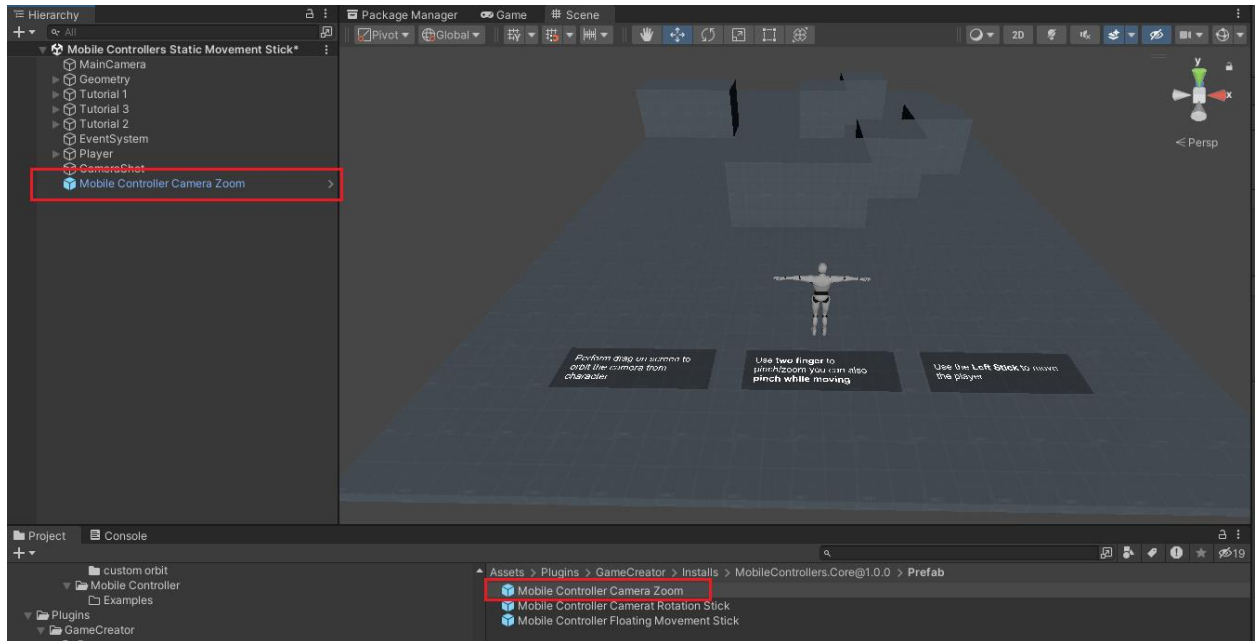 Hierarchy
Package Manager
Game
Scene
All
Pivot
Global
2D
Mobile Controllers Static Movement Stick*
MainCamera
Geometry
Tutorial 1
Tutorial 3
Tutorial 2
EventSystem
Player
CameraShot
Mobile Controller Camera Zoom
y
x
Persp
Perform drag on screen to
orbit the camera from
character
Use two finger to
pinch/zoom you can also
pinch while moving
Use the Left Stick to move
the player
Project
Console
19
custom orbit
Mobile Controller
Examples
Plugins
GameCreator
Assets > Plugins > GameCreator > Installs > MobileControllers.Core@1.0.0 > Prefab
Mobile Controller Camera Zoom
Mobile Controller Camerat Rotation Stick
Mobile Controller Floating Movement Stick